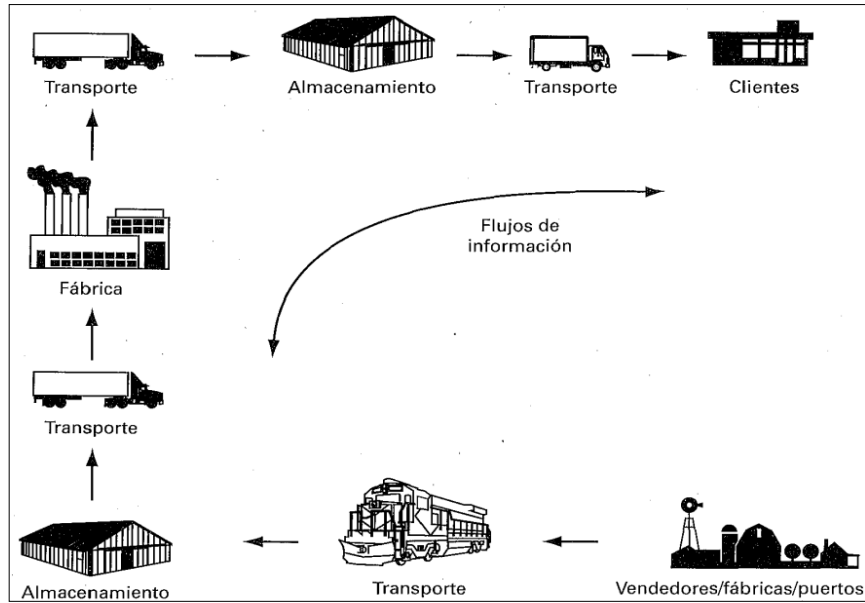 Transporte
Almacenamiento
Transporte
Clientes
Flujos de
información
Fábrica
Transporte
Almacenamiento
Transporte
Vendedores/fábricas/puertos